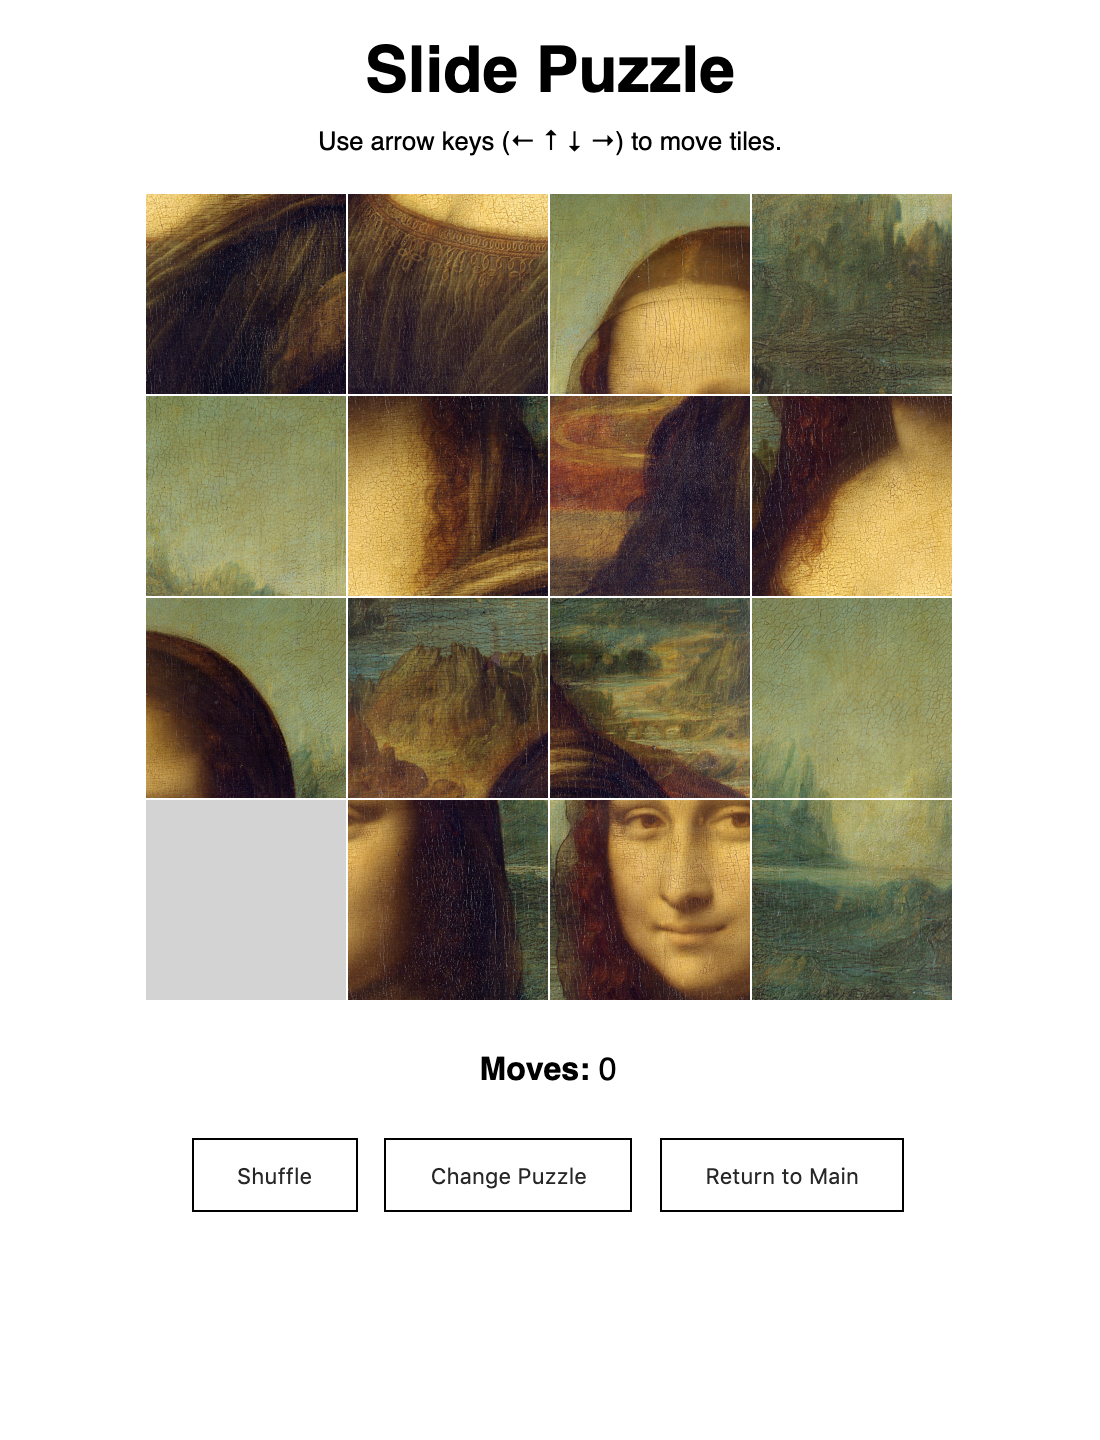 Slide Puzzle
Use arrow keys (← ↑ ↓ →) to move tiles.
Moves: 0
Shuffle
Change Puzzle
Return to Main